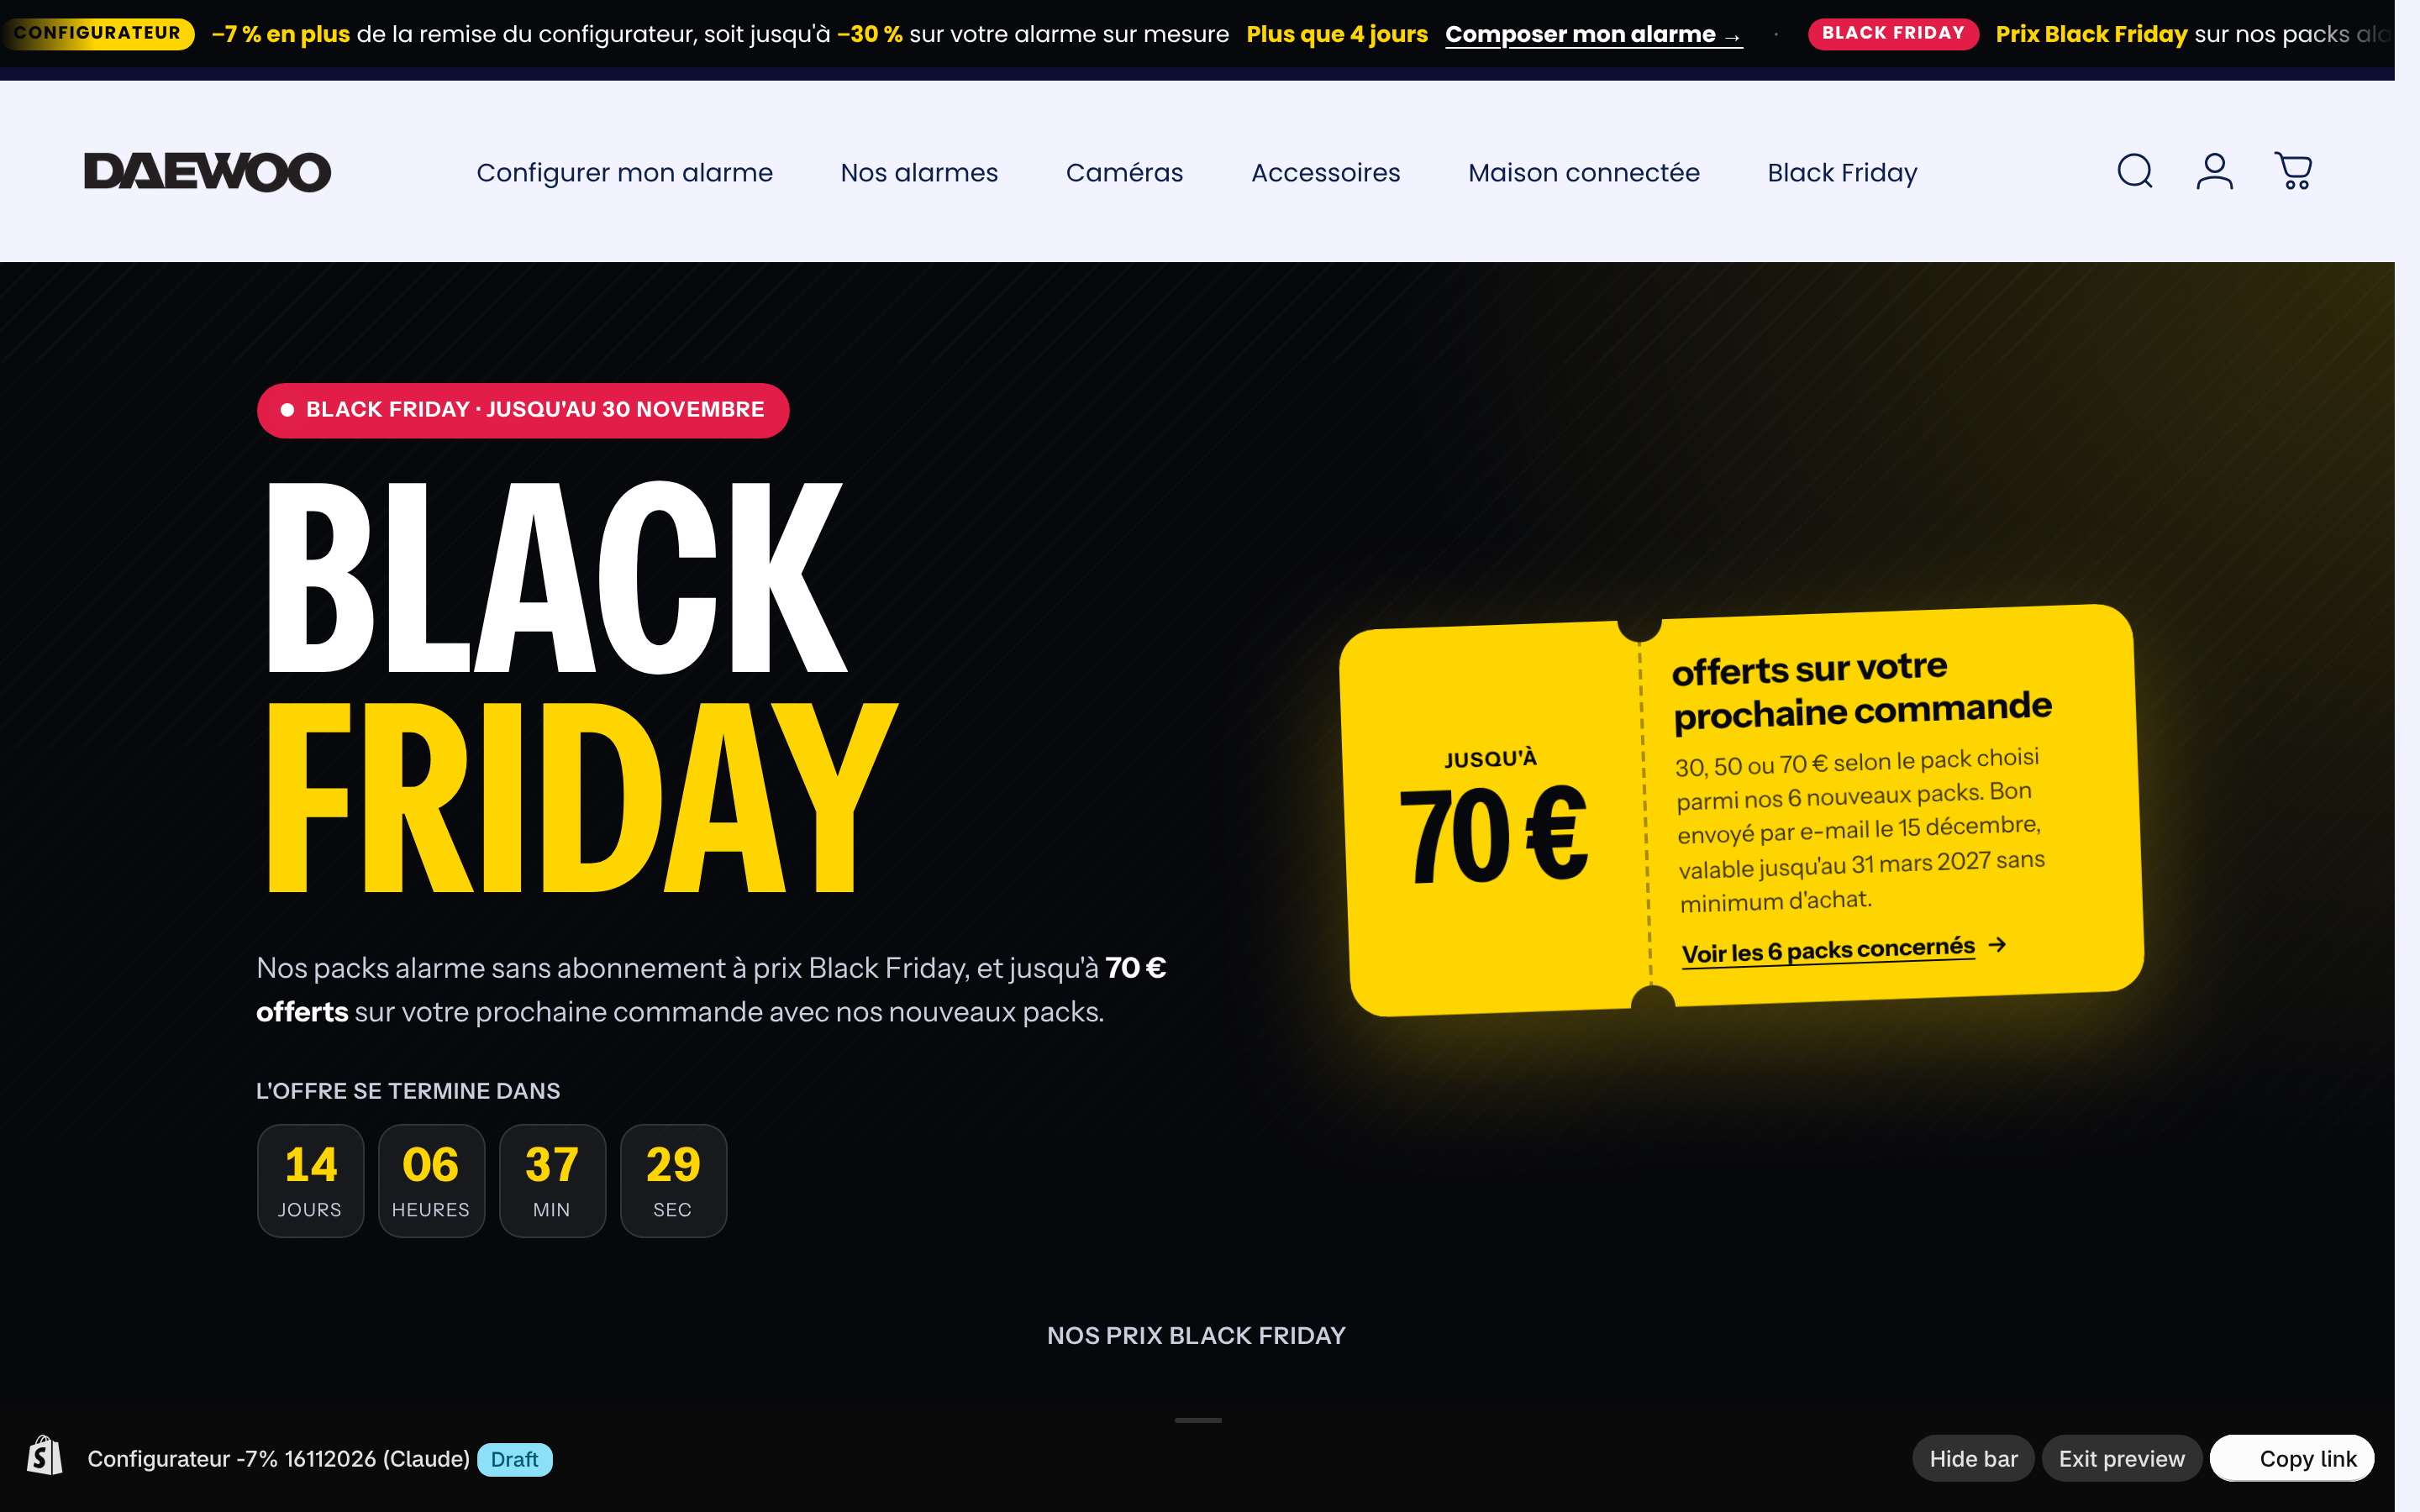 CONFIGURATEUR –7 % en plus de la remise du configurateur, soit jusqu'à –30 % sur votre alarme sur mesure Plus que 4 jours Composer mon alarme → · BLACK FRIDAY Prix Black Friday sur nos packs
DAEWOO Configurer mon alarme Nos alarmes Caméras Accessoires Maison connectée Black Friday
BLACK FRIDAY · JUSQU'AU 30 NOVEMBRE
BLACK
FRIDAY
Nos packs alarme sans abonnement à prix Black Friday, et jusqu'à 70 €
offerts sur votre prochaine commande avec nos nouveaux packs.
L'OFFRE SE TERMINE DANS
14 06 37 29
JOURS HEURES MIN SEC
JUSQU'À
70 €
offerts sur votre
prochaine commande
30, 50 ou 70 € selon le pack choisi
parmi nos 6 nouveaux packs. Bon
envoyé par e-mail le 15 décembre,
valable jusqu'au 31 mars 2027 sans
minimum d'achat.
Voir les 6 packs concernés →
NOS PRIX BLACK FRIDAY
Configurateur -7% 16112026 (Claude) Draft Hide bar Exit preview Copy link